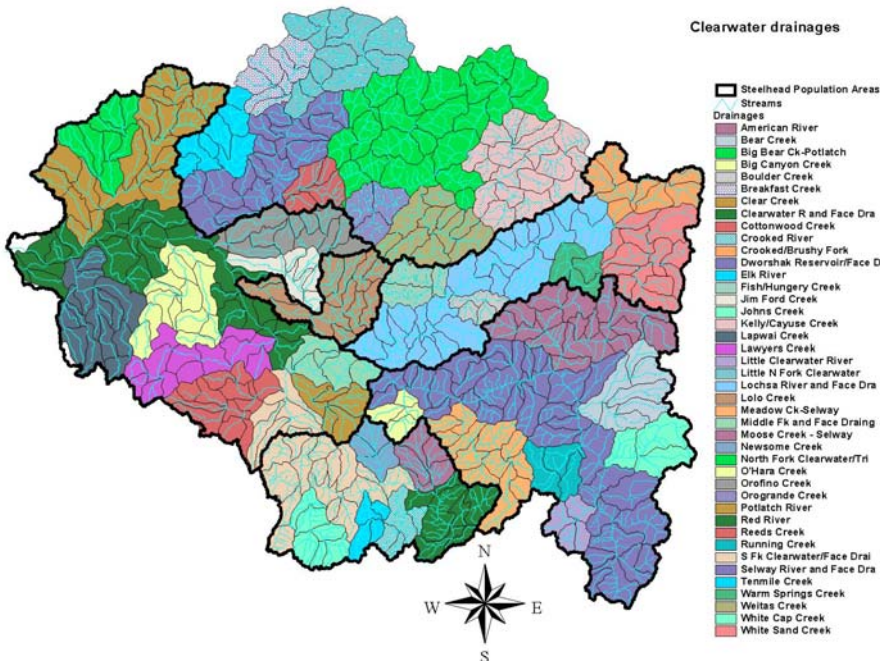 Clearwater drainages
Steelhead Population Areas
Streams
Drainages
American River
Bear Creek
Big Bear Ck-Potlatch
Big Canyon Creek
Boulder Creek
Breakfast Creek
Clear Creek
Clearwater R and Face Dra
Cottonwood Creek
Crooked River
Crooked/Brushy Fork
Dworshak Reservoir/Face D
Elk River
Fish/Hungery Creek
Jim Ford Creek
Johns Creek
Kelly/Cayuse Creek
Lapwai Creek
Lawyers Creek
Little Clearwater River
Little N Fork Clearwater
Lochsa River and Face Dra
Lolo Creek
Meadow Ck-Selway
Middle Fk and Face Draing
Moose Creek - Selway
Newsome Creek
North Fork Clearwater/Tri
O'Hara Creek
Orofino Creek
Orogrande Creek
Potlatch River
Red River
Reeds Creek
Running Creek
S Fk Clearwater/Face Drai
Selway River and Face Dra
Tenmile Creek
Warm Springs Creek
Weitas Creek
White Cap Creek
White Sand Creek
N
W E
S